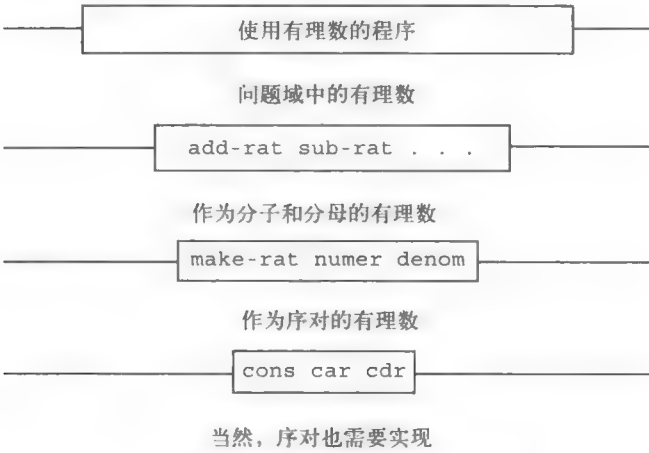 使用有理数的程序
问题域中的有理数
add-rat sub-rat . . .
作为分子和分母的有理数
make-rat numer denom
作为序对的有理数
cons car cdr
当然，序对也需要实现